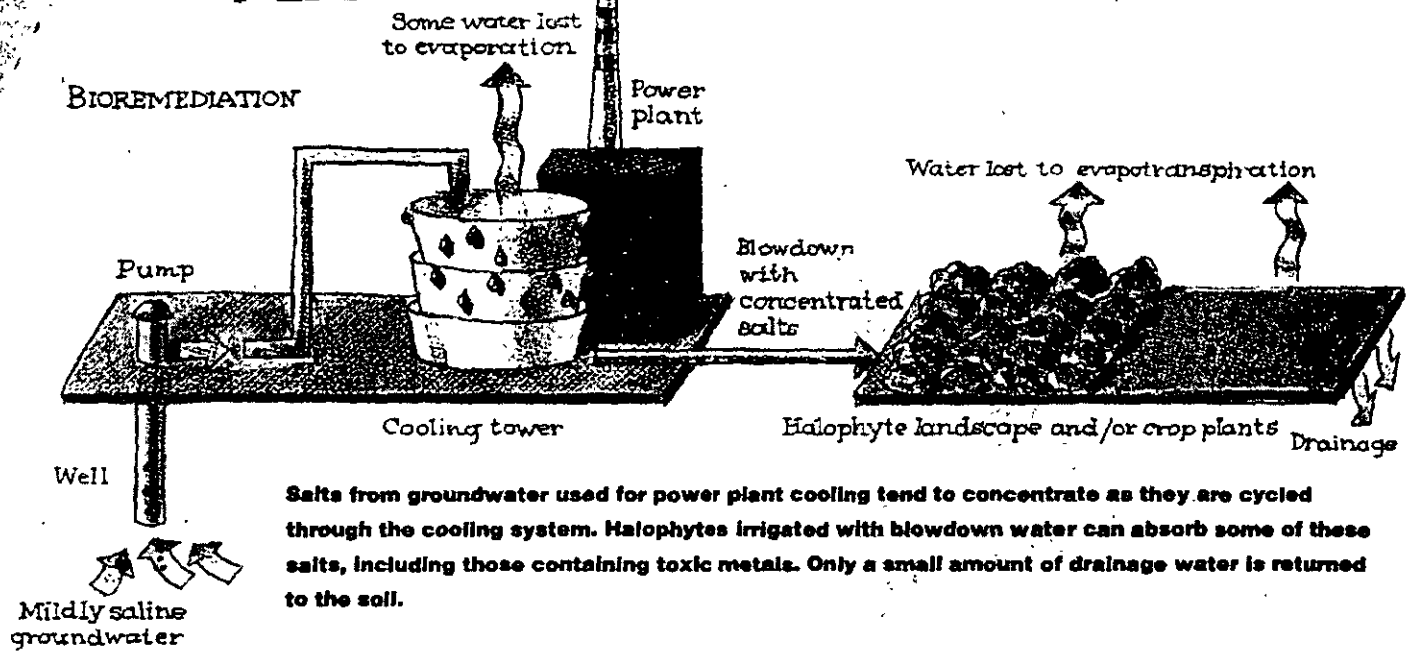 Some water lost
to evaporation
BIOREMEDIATION
Power
plant
Water lost to evapotranspiration
Pump
Blowdown
with
concentrated
salts
Cooling tower
Halophyte landscape and/or crop plants
Drainage
Well
Salts from groundwater used for power plant cooling tend to concentrate as they are cycled
through the cooling system. Halophytes irrigated with blowdown water can absorb some of these
salts, including those containing toxic metals. Only a small amount of drainage water is returned
to the soil.
Mildly saline
groundwater